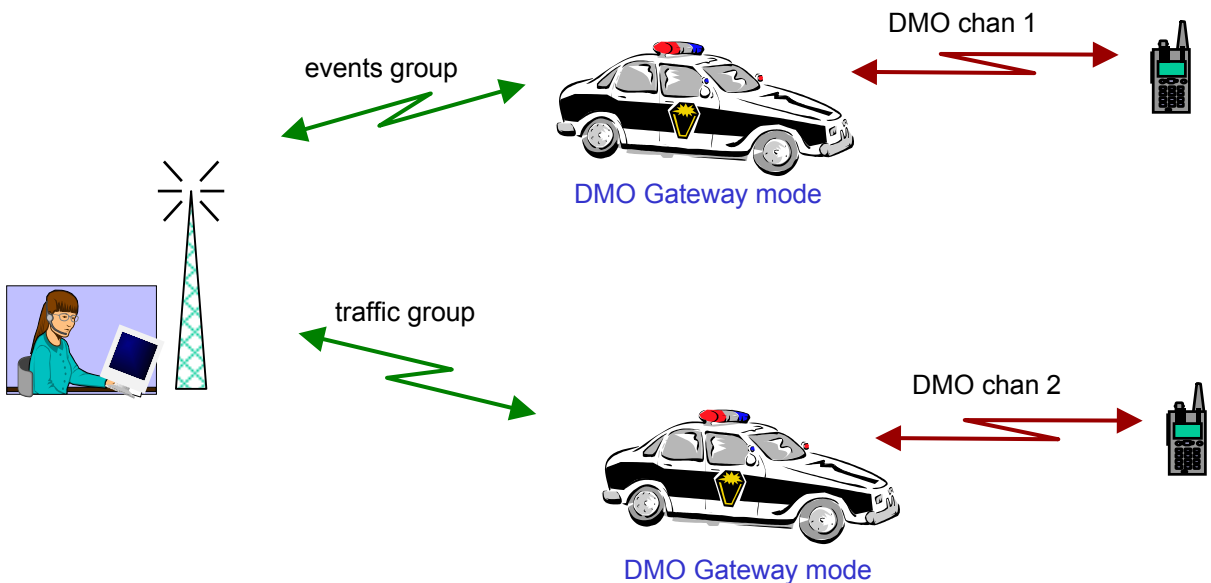 DMO chan 1
events group
DMO Gateway mode
traffic group
DMO chan 2
DMO Gateway mode